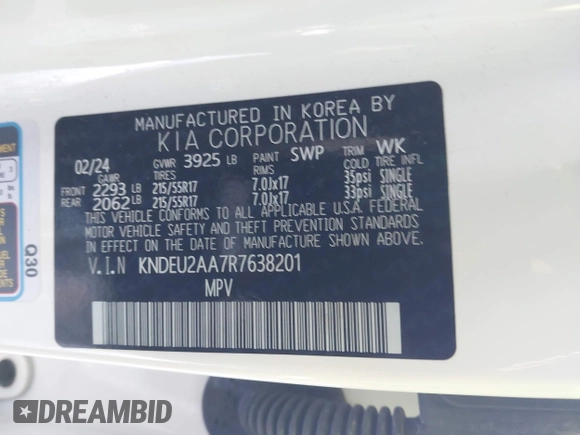 MANUFACTURED IN KOREA BY
KIA CORPORATION
02/24 GVWR 3925 LB PAINT SWP TRIM WK
GAWR RIMS COLD TIRE INFL
FRONT 2293 LB 215/55R17 7.0Jx17 35psi SINGLE
REAR 2062 LB 215/55R17 7.0Jx17 33psi SINGLE
THIS VEHICLE CONFORMS TO ALL APPLICABLE U.S.A. FEDERAL
MOTOR VEHICLE SAFETY AND THEFT PREVENTION STANDARDS
IN EFFECT ON THE DATE OF MANUFACTURE SHOWN ABOVE.
V.I.N KNDEU2AA7R7638201
MPV
Q30
DREAMBID